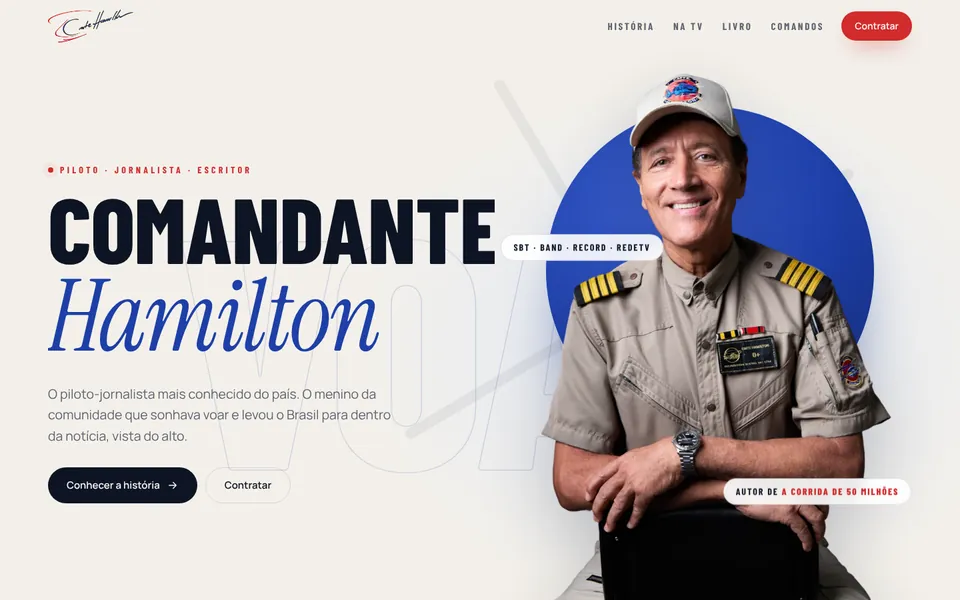 HISTÓRIA
NA TV
LIVRO
COMANDOS
Contratar
PILOTO · JORNALISTA · ESCRITOR
COMANDANTE
Hamilton
SBT · BAND · RECORD · REDETV
VOA
O piloto-jornalista mais conhecido do país. O menino da
comunidade que sonhava voar e levou o Brasil para dentro
da notícia, vista do alto.
Conhecer a história →
Contratar
AUTOR DE A CORRIDA DE 50 MILHÕES